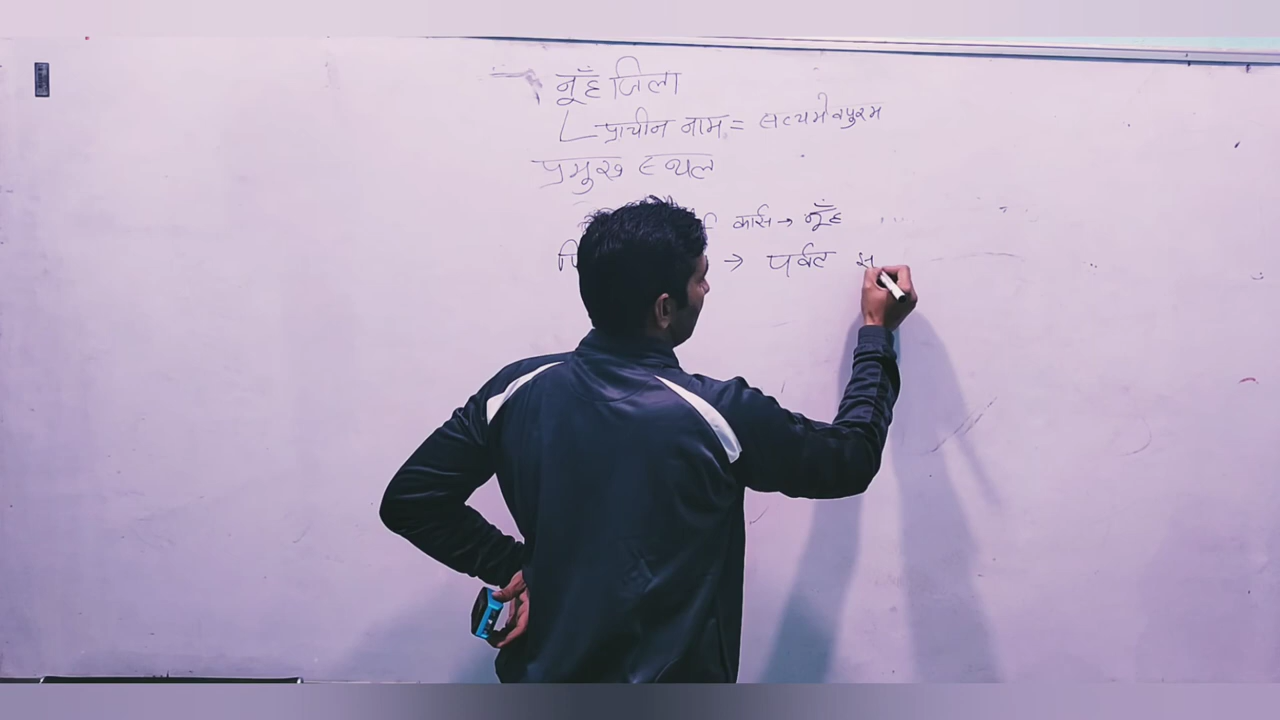 नूँह जिला
प्राचीन नाम = सत्यमेवपुरम
प्रमुख स्थल
कार्स → नूँह
→ पर्वट